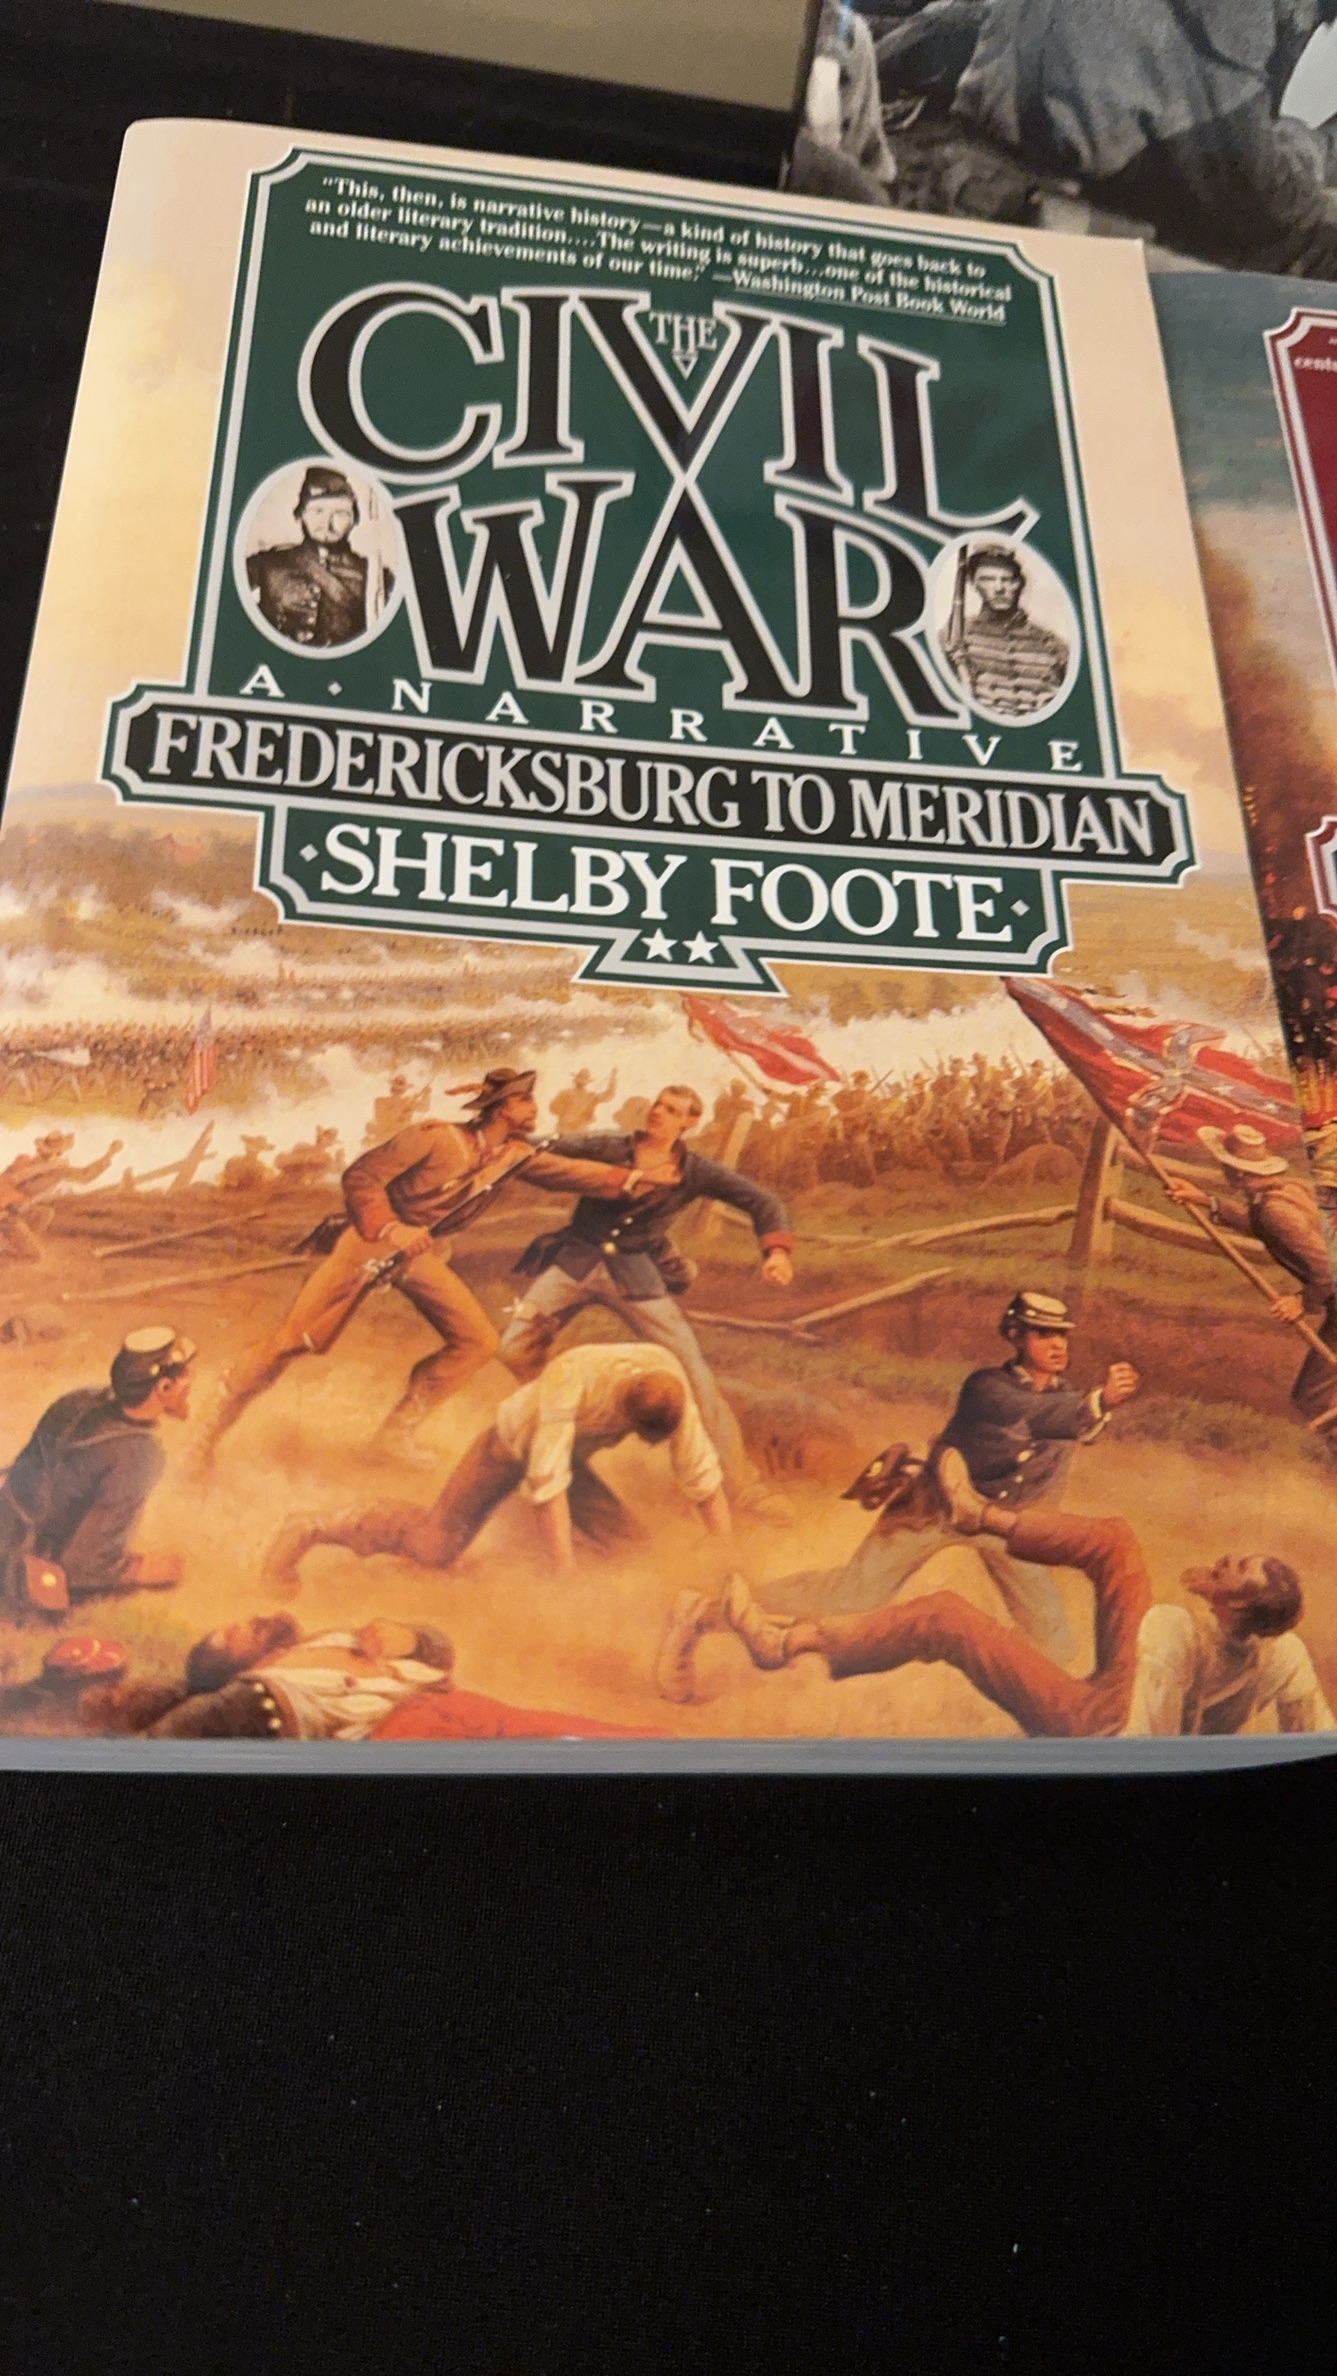 "This, then, is narrative history—a kind of history that goes back to
an older literary tradition....The writing is superb...one of the historical
and literary achievements of our time." —Washington Post Book World
THE
CIVIL
WAR
A · NARRATIVE
FREDERICKSBURG TO MERIDIAN
·SHELBY FOOTE·